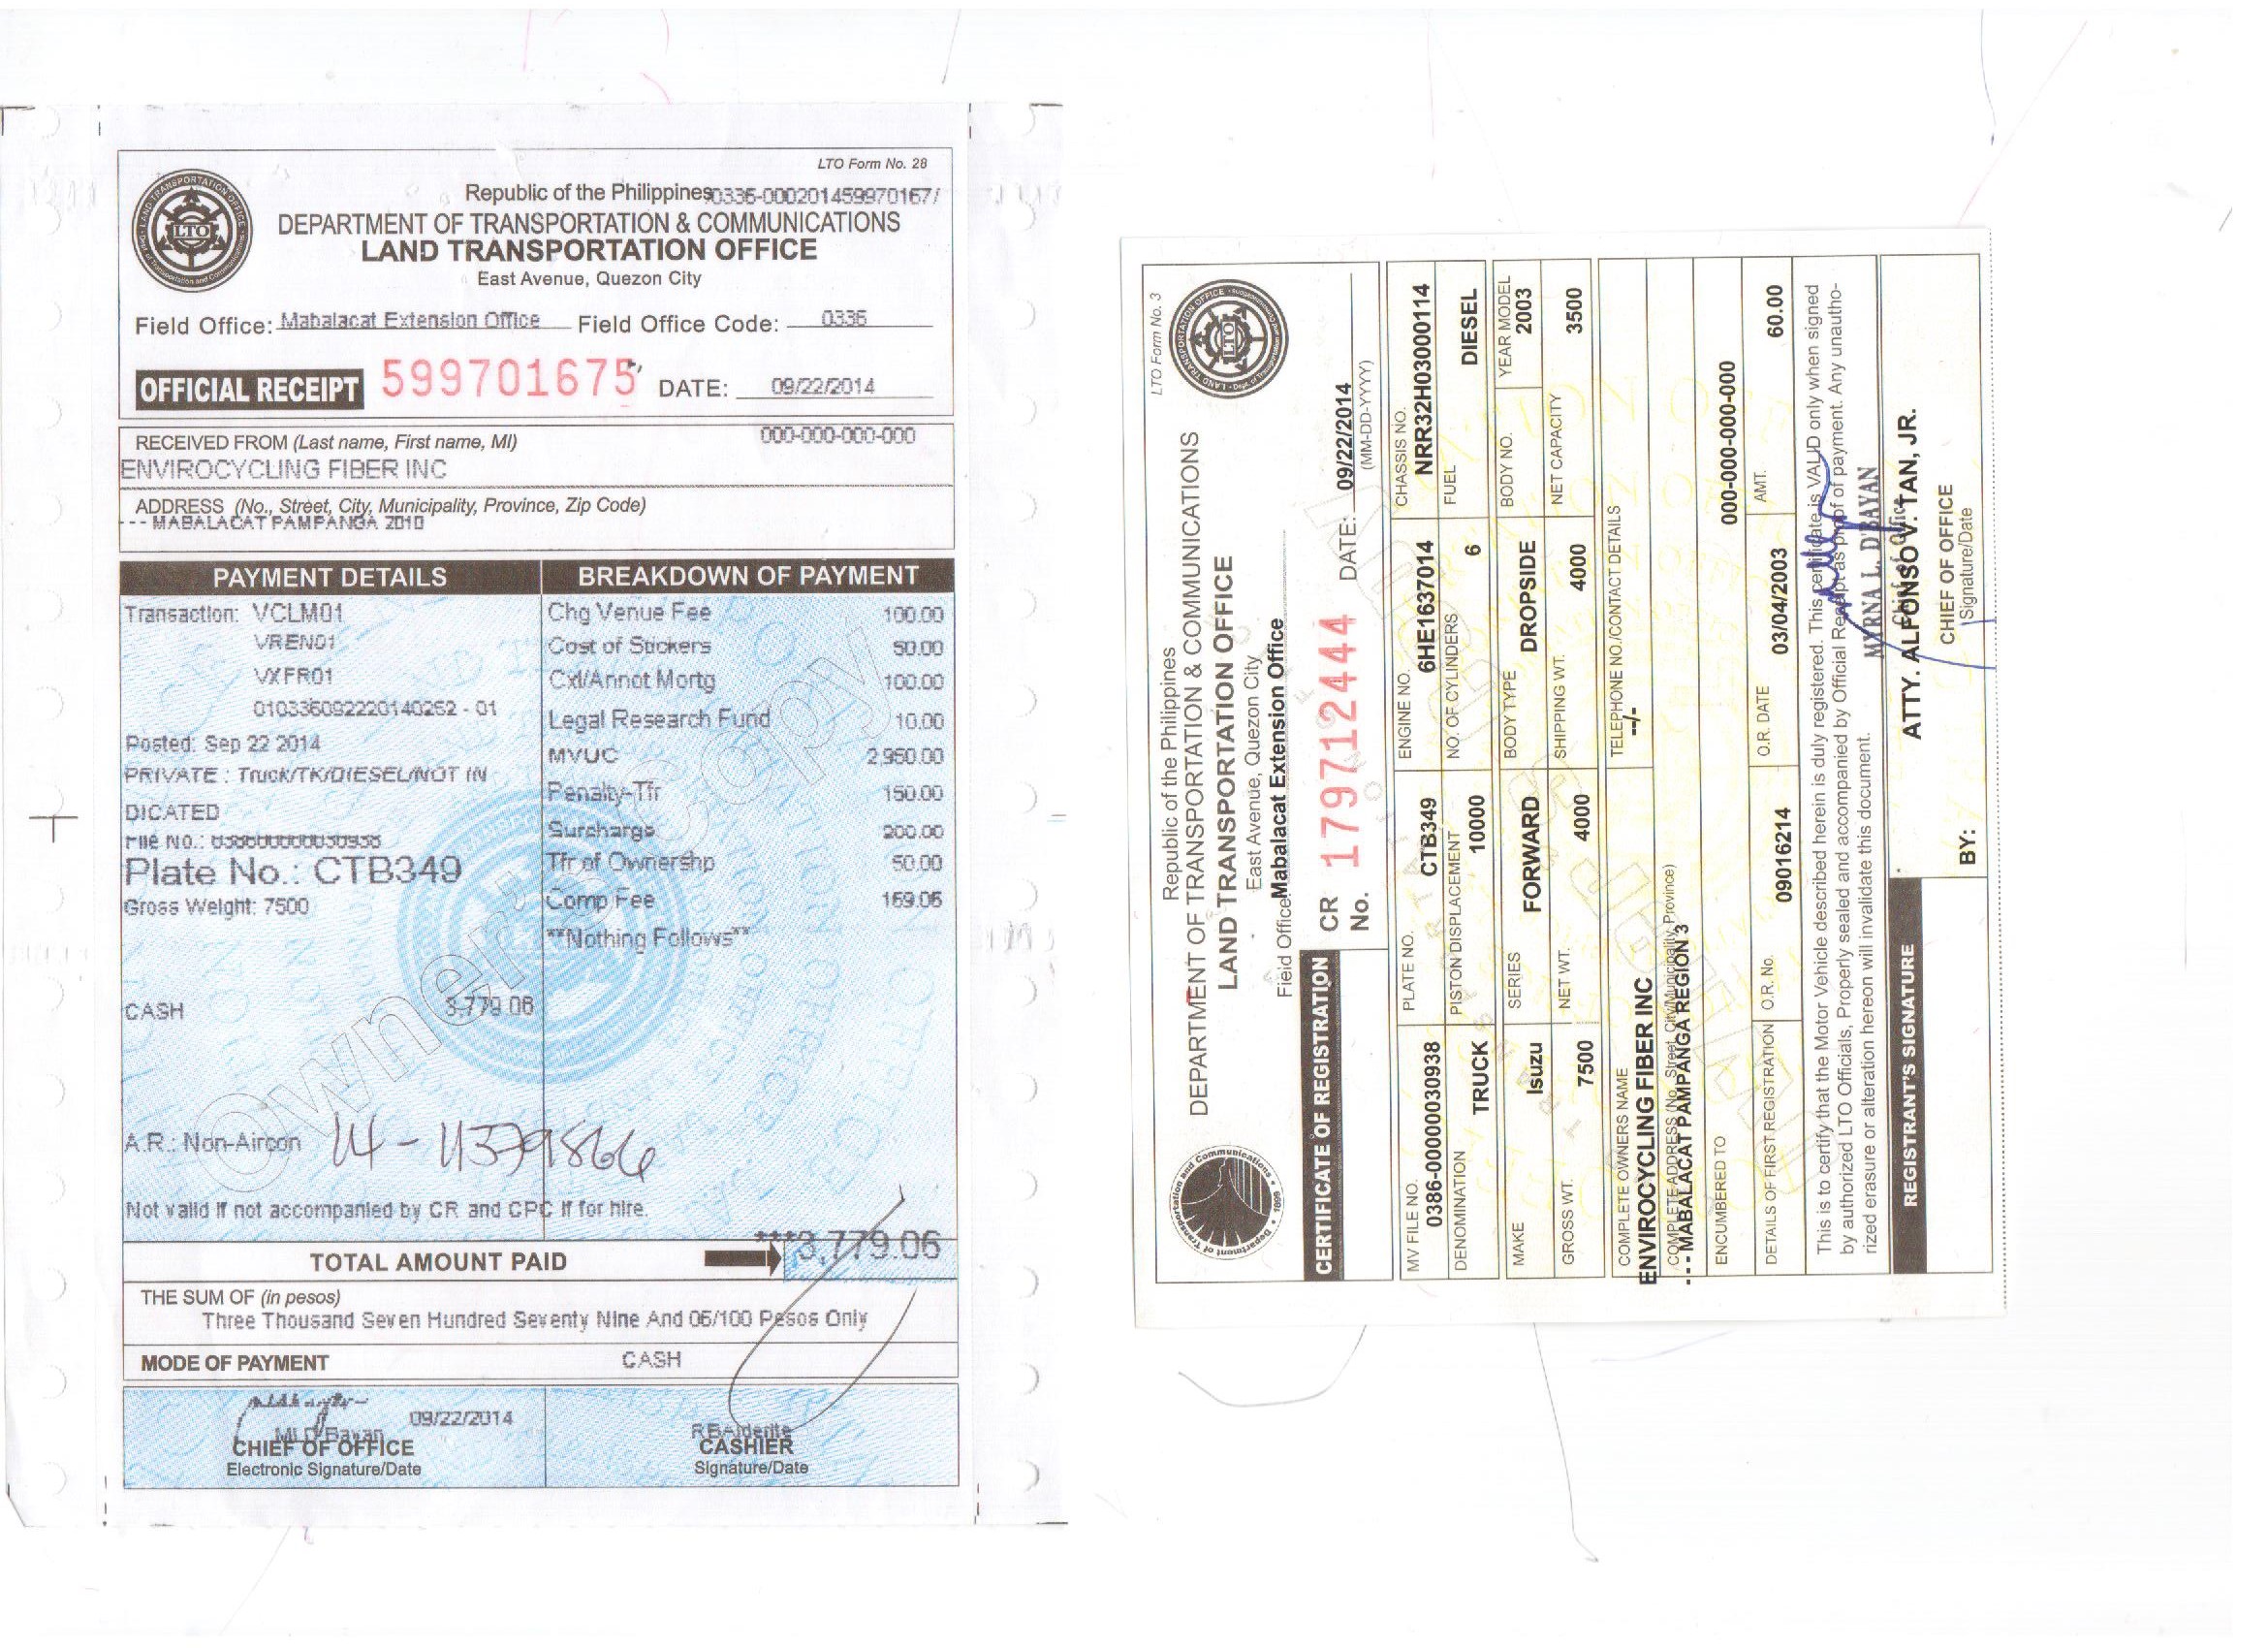 LTO Form No. 28
Republic of the Philippines
DEPARTMENT OF TRANSPORTATION & COMMUNICATIONS
LAND TRANSPORTATION OFFICE
East Avenue, Quezon City
Field Office: Mabalacat Extension Office Field Office Code: 0336
OFFICIAL RECEIPT 599701675 DATE: 09/22/2014
RECEIVED FROM (Last name, First name, MI) 000-000-000-000
ENVIROCYCLING FIBER INC
ADDRESS (No., Street, City, Municipality, Province, Zip Code)
--- MABALACAT PAMPANGA 2010
PAYMENT DETAILS BREAKDOWN OF PAYMENT
Transaction: VCLM01 Chg Venue Fee 100.00
VREN01 Cost of Stickers 50.00
VXFR01 Cxl/Annot Mortg 100.00
010336092220140262 - 01 Legal Research Fund 10.00
Posted: Sep 22 2014 MVUC 2,950.00
PRIVATE : Truck/TK/DIESEL/NOT IN Penalty-Tfr 150.00
DICATED Surcharge 200.00
File No.: 038600000030938
Plate No.: CTB349 Tfr of Ownershp 50.00
Gross Weight: 7500 Comp Fee 169.06
**Nothing Follows**
CASH 3,779.06
Owner's Copy
A.R.: Non-Aircon
Not valid if not accompanied by CR and CPC if for hire.
TOTAL AMOUNT PAID ***3,779.06
THE SUM OF (in pesos)
Three Thousand Seven Hundred Seventy Nine And 06/100 Pesos Only
MODE OF PAYMENT CASH
09/22/2014
CHIEF OF OFFICE CASHIER
Electronic Signature/Date Signature/Date
LTO Form No. 3
Republic of the Philippines
DEPARTMENT OF TRANSPORTATION & COMMUNICATIONS
LAND TRANSPORTATION OFFICE
East Avenue, Quezon City
Field Office: Mabalacat Extension Office
CERTIFICATE OF REGISTRATION CR No. 179712444 DATE: 09/22/2014
(MM-DD-YYYY)
MV FILE NO. PLATE NO. ENGINE NO. CHASSIS NO.
0386-00000030938 CTB349 6HE1637014 NRR32H03000114
DENOMINATION PISTON DISPLACEMENT NO. OF CYLINDERS FUEL
TRUCK 10000 6 DIESEL
MAKE SERIES BODY TYPE BODY NO. YEAR MODEL
Isuzu FORWARD DROPSIDE 2003
GROSS WT. NET WT. SHIPPING WT. NET CAPACITY
7500 4000 4000 3500
COMPLETE OWNERS NAME TELEPHONE NO./CONTACT DETAILS
ENVIROCYCLING FIBER INC --/-
COMPLETE ADDRESS (No., Street, City/Municipality, Province)
--- MABALACAT PAMPANGA REGION 3
ENCUMBERED TO 000-000-000-000
DETAILS OF FIRST REGISTRATION O.R. No. O.R. DATE AMT.
09016214 03/04/2003 60.00
This is to certify that the Motor Vehicle described herein is duly registered. This certificate is VALID only when signed
by authorized LTO Officials, Properly sealed and accompanied by Official Receipt as proof of payment. Any unautho-
rized erasure or alteration hereon will invalidate this document.
MYRNA L. D'BAYAN
Chief of Office
REGISTRANT'S SIGNATURE ATTY. ALFONSO V. TAN, JR.
CHIEF OF OFFICE
BY: Signature/Date